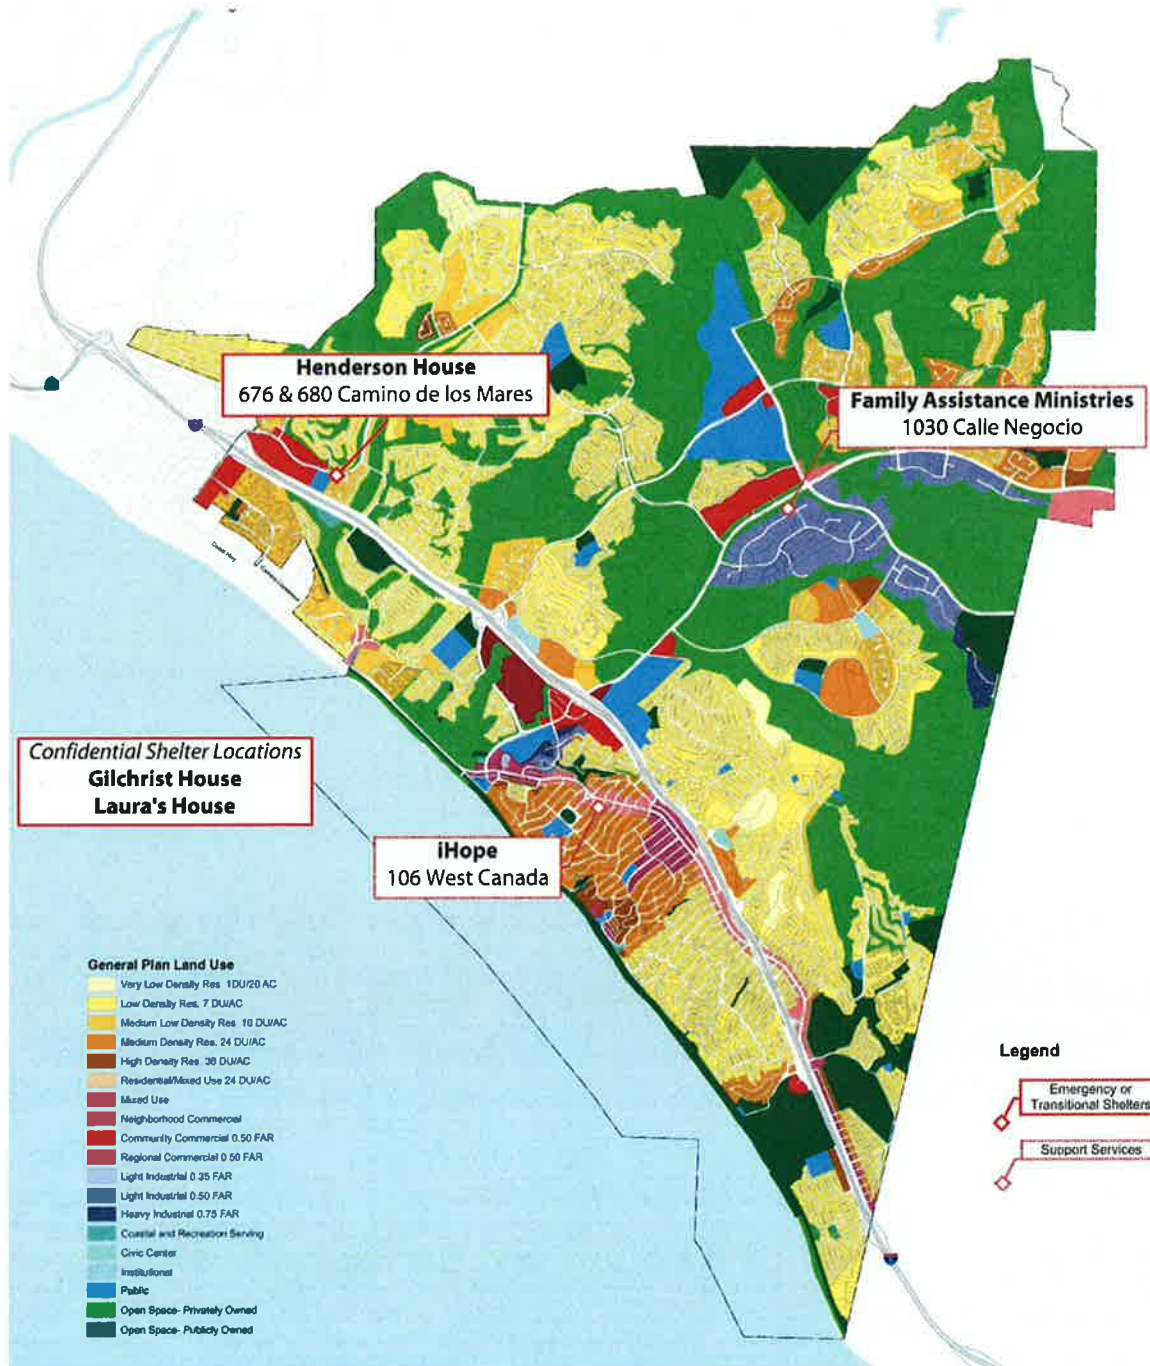 Henderson House
676 & 680 Camino de los Mares
Family Assistance Ministries
1030 Calle Negocio
Confidential Shelter Locations
Gilchrist House
Laura's House
iHope
106 West Canada
General Plan Land Use
Very Low Density Res. 1DU/20 AC
Low Density Res. 7 DU/AC
Medium Low Density Res. 10 DU/AC
Medium Density Res. 24 DU/AC
High Density Res. 36 DU/AC
Residential/Mixed Use 24 DU/AC
Mixed Use
Neighborhood Commercial
Community Commercial 0.50 FAR
Regional Commercial 0.50 FAR
Light Industrial 0.35 FAR
Light Industrial 0.50 FAR
Heavy Industrial 0.75 FAR
Coastal and Recreation Serving
Civic Center
Institutional
Public
Open Space- Privately Owned
Open Space- Publicly Owned
Legend
Emergency or
Transitional Shelters
Support Services